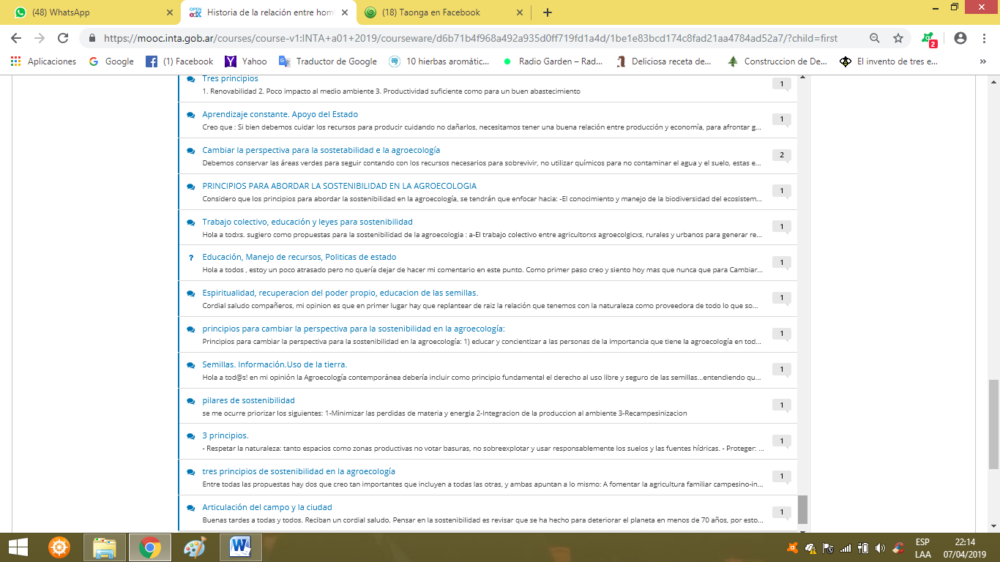 (48) WhatsApp
OPEN edX Historia de la relación entre hom
(18) Taonga en Facebook
https://mooc.inta.gob.ar/courses/course-v1:INTA+a01+2019/courseware/d6b71b4f968a492a935d0ff719fd1a4d/1be1e83bcd174c8fad21aa4784ad52a7/?child=first
2
Aplicaciones
Google
(1) Facebook
Yahoo
Traductor de Google
10 hierbas aromátic...
Radio Garden – Rad...
Deliciosa receta de...
Construccion de De...
El invento de tres e...
»
Tres principios
1
1. Renovabilidad 2. Poco impacto al medio ambiente 3. Productividad suficiente como para un buen abastecimiento
Aprendizaje constante. Apoyo del Estado
1
Creo que : Si bien debemos cuidar los recursos para producir cuidando no dañarlos, necesitamos tener una buena relación entre producción y economía, para afrontar g...
Cambiar la perspectiva para la sostetabilidad e la agroecología
2
Debemos conservar las áreas verdes para seguir contando con los recursos necesarios para sobrevivir, no utilizar químicos para no contaminar el agua y el suelo, estas e...
PRINCIPIOS PARA ABORDAR LA SOSTENIBILIDAD EN LA AGROECOLOGIA
1
Considero que los principios para abordar la sostenibilidad en la agroecología, se tendrán que enfocar hacia: -El conocimiento y manejo de la biodiversidad del ecosistem...
Trabajo colectivo, educación y leyes para sostenibilidad
1
Hola a todxs. sugiero como propuestas para la sostenibilidad de la agroecologia : a-El trabajo colectivo entre agricultorxs agroecolgicxs, rurales y urbanos para generar re...
? Educación, Manejo de recursos, Politicas de estado
1
Hola a todos , estoy un poco atrasado pero no quería dejar de hacer mi comentario en este punto. Como primer paso creo y siento hoy mas que nunca que para Cambiar...
Espiritualidad, recuperacion del poder propio, educacion de las semillas.
1
Cordial saludo compañeros, mi opinion es que en primer lugar hay que replantear de raiz la relación que tenemos con la naturaleza como proveedora de todo lo que so...
principios para cambiar la perspectiva para la sostenibilidad en la agroecología:
1
Principios para cambiar la perspectiva para la sostenibilidad en la agroecología: 1) educar y concientizar a las personas de la importancia que tiene la agroecología en tod...
Semillas. Información.Uso de la tierra.
1
Hola a tod@s! en mi opinión la Agroecología contemporánea debería incluir como principio fundamental el derecho al uso libre y seguro de las semillas...entendiendo qu...
pilares de sostenibilidad
1
se me ocurre priorizar los siguientes: 1-Minimizar las perdidas de materia y energia 2-Integracion de la produccion al ambiente 3-Recampesinizacion
3 principios.
1
- Respetar la naturaleza: tanto espacios como zonas productivas no votar basuras, no sobreexplotar y usar responsablemente los suelos y las fuentes hídricas. - Proteger: ...
tres principios de sostenibilidad en la agroecología
1
Entre todas las propuestas hay dos que creo tan importantes que incluyen a todas las otras, y ambas apuntan a lo mismo: A fomentar la agricultura familiar campesino-in...
Articulación del campo y la ciudad
1
Buenas tardes a todas y todos. Reciban un cordial saludo. Pensar en la sostenibilidad es revisar que se ha hecho para deteriorar el planeta en menos de 70 años, por esto...
ESP
LAA
22:14
07/04/2019